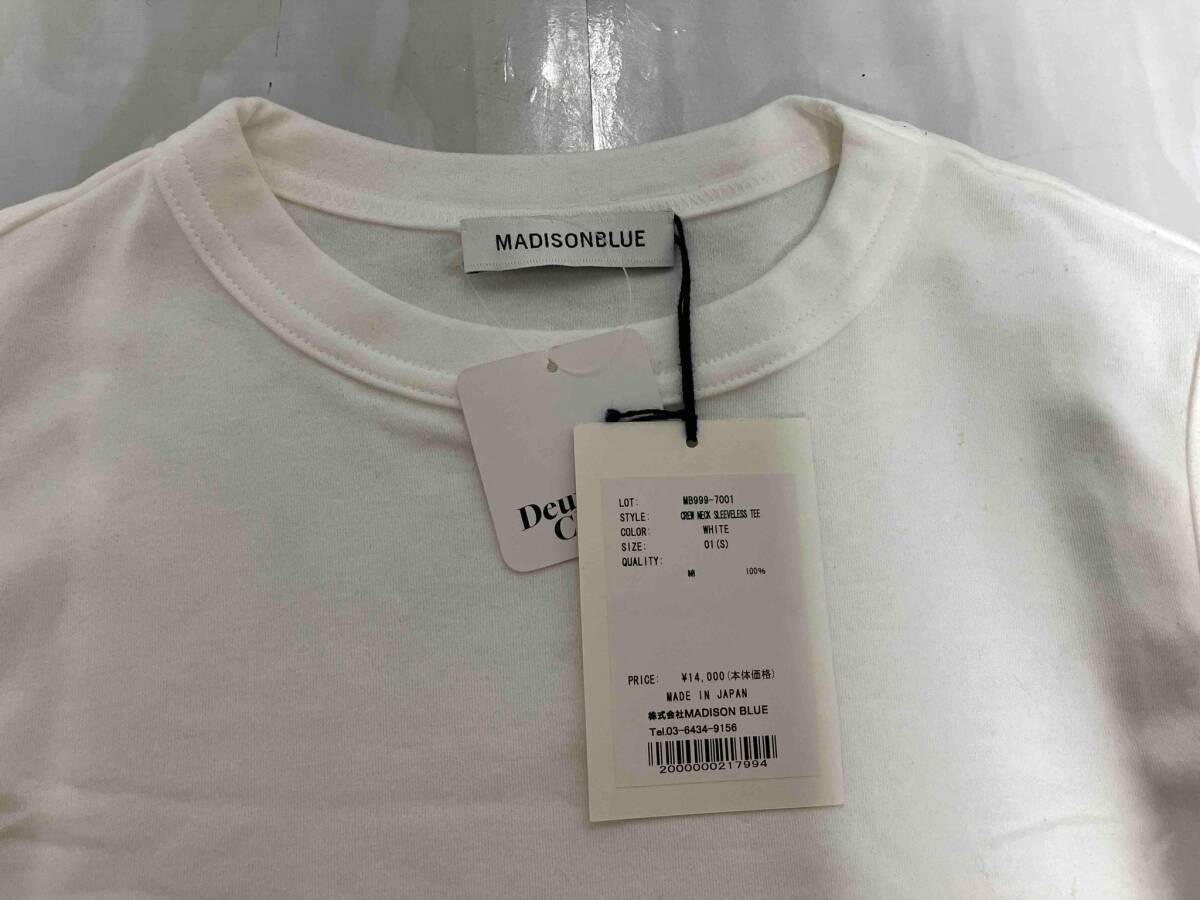 MADISONBLUE
Deu
C
LOT: MB999-7001
STYLE: CREW NECK SLEEVELESS TEE
COLOR: WHITE
SIZE: 01(S)
QUALITY:
100%
PRICE: ¥14,000(本体価格)
MADE IN JAPAN
株式会社MADISON BLUE
Tel.03-6434-9156
2000000217994